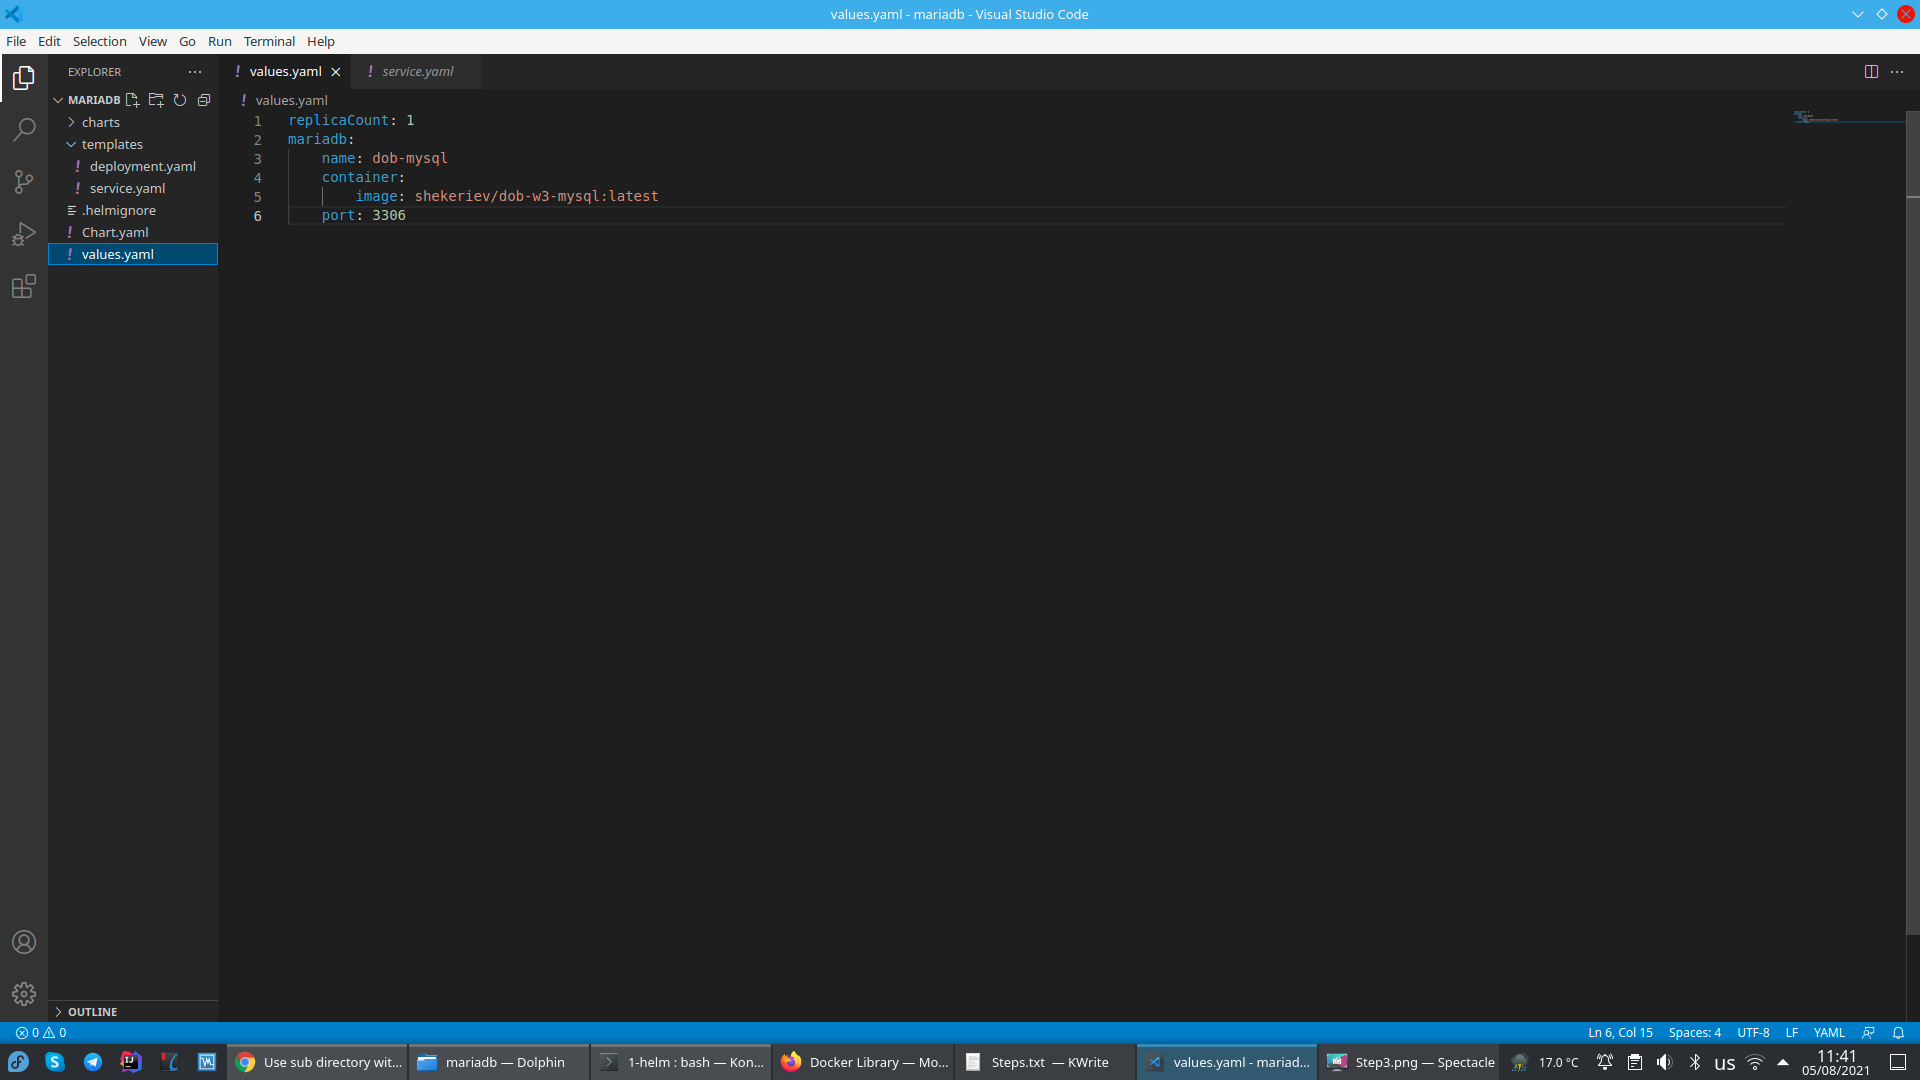 values.yaml - mariadb - Visual Studio Code
File Edit Selection View Go Run Terminal Help
EXPLORER
MARIADB
charts
templates
deployment.yaml
service.yaml
.helmignore
Chart.yaml
values.yaml
OUTLINE
values.yaml
service.yaml
values.yaml
1 replicaCount: 1
2 mariadb:
3 name: dob-mysql
4 container:
5 image: shekeriev/dob-w3-mysql:latest
6 port: 3306
0 0
Ln 6, Col 15 Spaces: 4 UTF-8 LF YAML
Use sub directory wit... mariadb — Dolphin 1-helm : bash — Kon... Docker Library — Mo... Steps.txt — KWrite values.yaml - mariad... Step3.png — Spectacle 17.0 °C us 11:41
05/08/2021